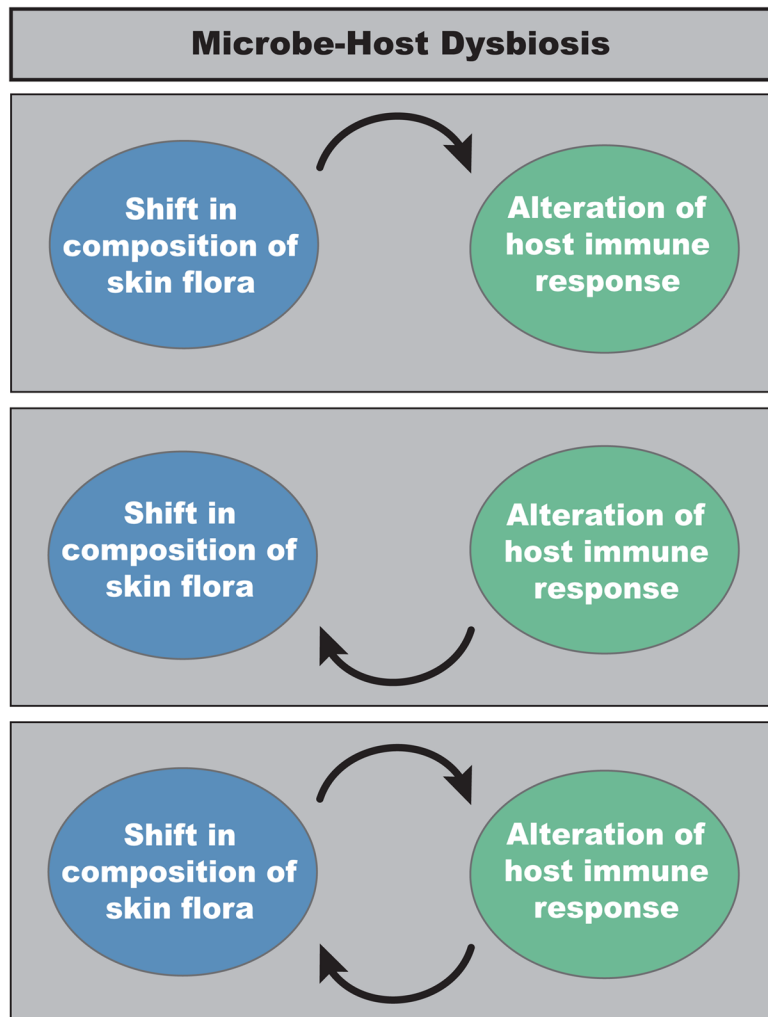 Microbe-Host Dysbiosis
Shift in
composition of
skin flora
Alteration of
host immune
response
Shift in
composition of
skin flora
Alteration of
host immune
response
Shift in
composition of
skin flora
Alteration of
host immune
response